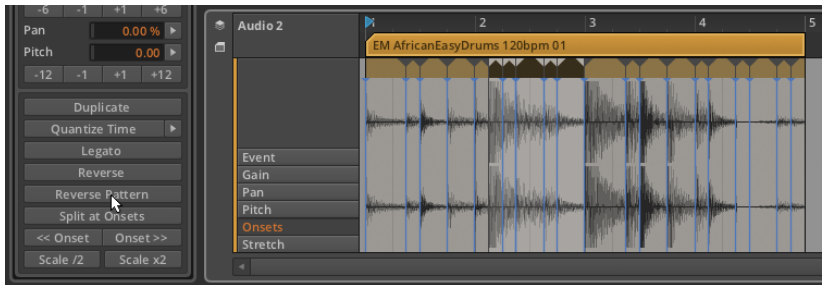 -6 -1 +1 +6
Pan 0.00 %
Pitch 0.00
-12 -1 +1 +12
Duplicate
Quantize Time
Legato
Reverse
Reverse Pattern
Split at Onsets
<< Onset Onset >>
Scale /2 Scale x2
Audio 2
1 2 3 4 5
EM AfricanEasyDrums 120bpm 01
Event
Gain
Pan
Pitch
Onsets
Stretch